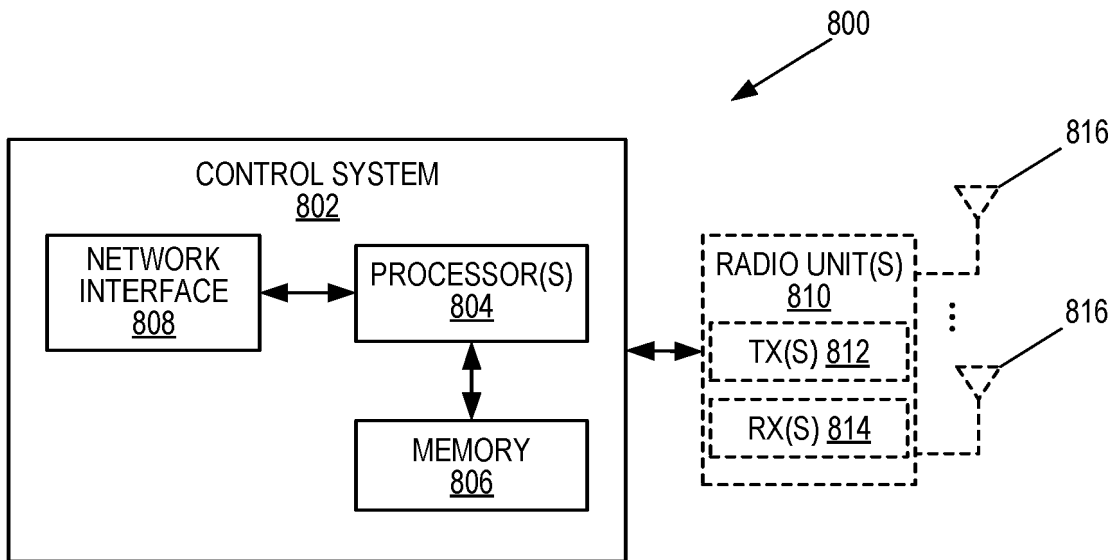 800
816
CONTROL SYSTEM
802
NETWORK
INTERFACE
808
PROCESSOR(S)
804
MEMORY
806
RADIO UNIT(S)
810
TX(S) 812
RX(S) 814
816